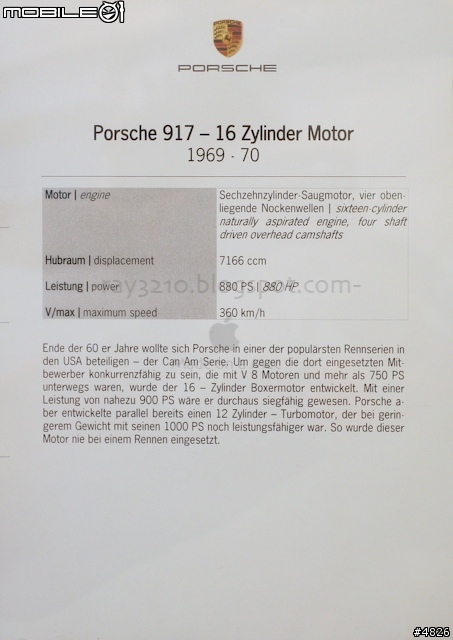 MOBILE01
PORSCHE
PORSCHE
Porsche 917 – 16 Zylinder Motor
1969 - 70
Motor | engine
Sechzehnzylinder-Saugmotor, vier oben-
liegende Nockenwellen | sixteen-cylinder
naturally aspirated engine, four shaft
driven overhead camshafts
Hubraum | displacement
7166 ccm
Leistung | power
880 PS | 880 HP
V/max | maximum speed
360 km/h
Ende der 60 er Jahre wollte sich Porsche in einer der populärsten Rennserien in
den USA beteiligen – der Can Am Serie. Um gegen die dort eingesetzten Mit-
bewerber konkurrenzfähig zu sein, die mit V 8 Motoren und mehr als 750 PS
unterwegs waren, wurde der 16 – Zylinder Boxermotor entwickelt. Mit einer
Leistung von nahezu 900 PS wäre er durchaus siegfähig gewesen. Porsche a-
ber entwickelte parallel bereits einen 12 Zylinder – Turbomotor, der bei gerin-
gerem Gewicht mit seinen 1000 PS noch leistungsfähiger war. So wurde dieser
Motor nie bei einem Rennen eingesetzt.
#4826